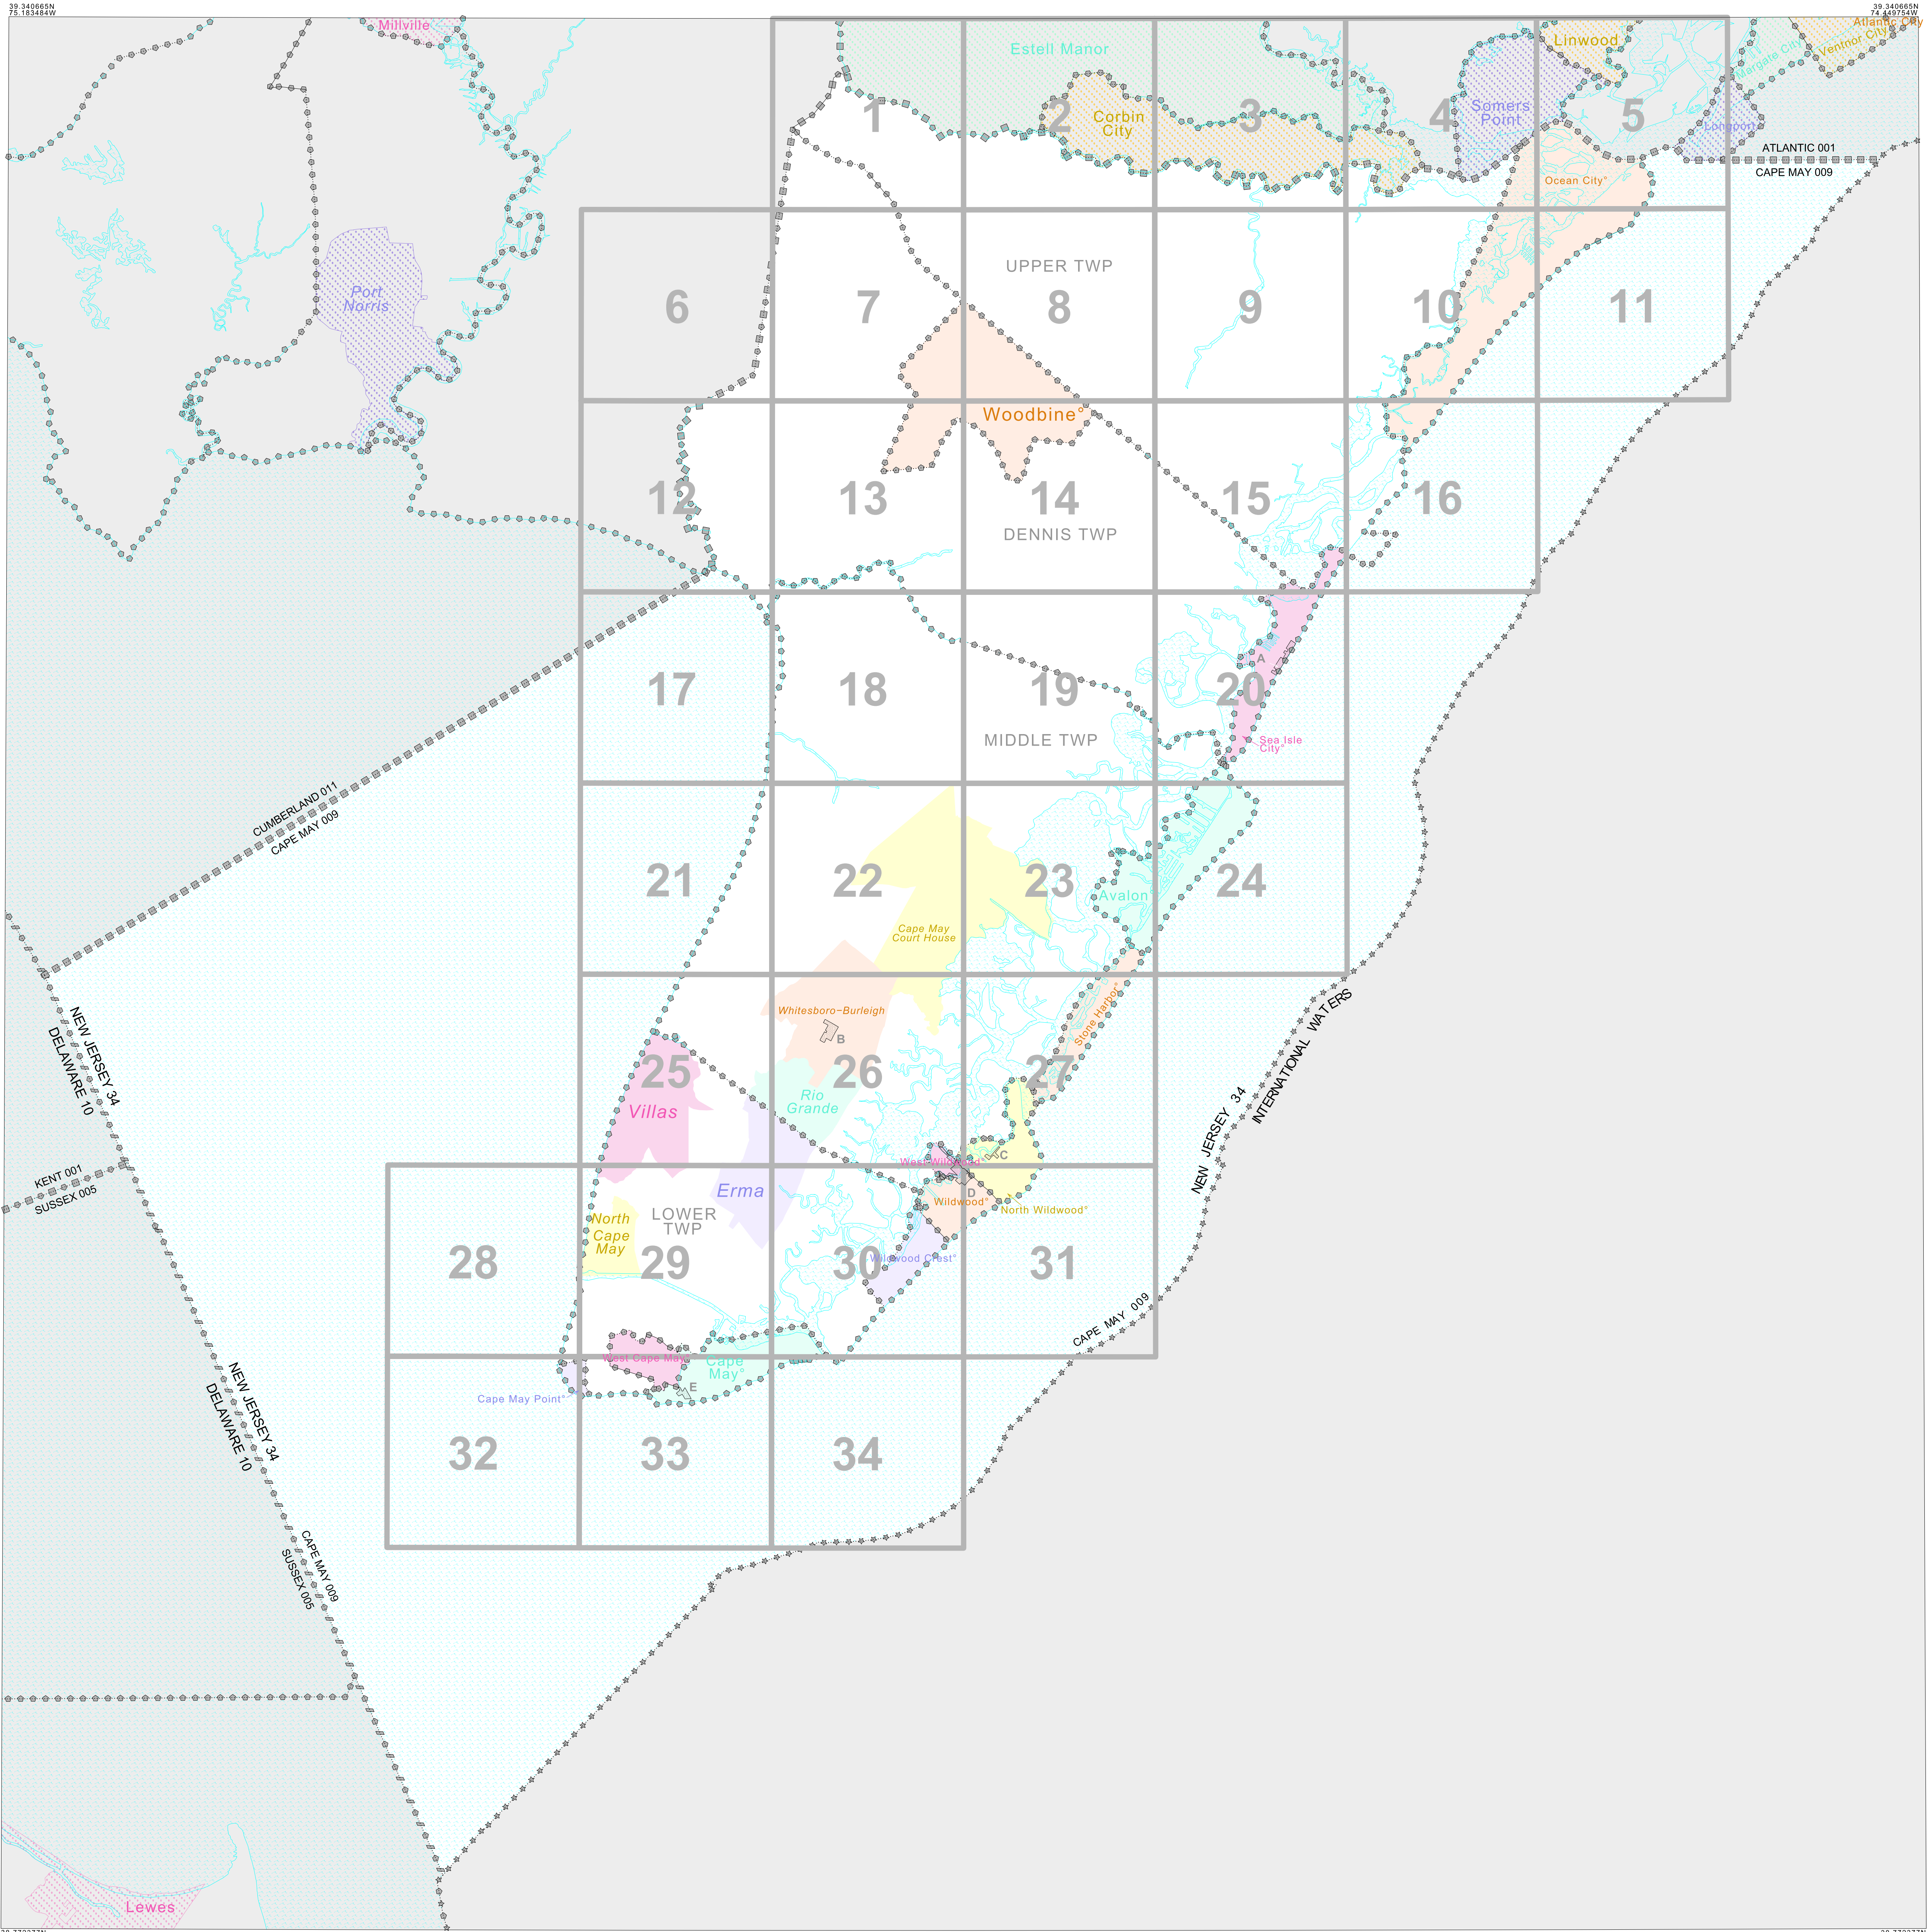 39.340665N
75.183484W
39.340665N
74.449754W
Millville
Estell Manor
Linwood
Atlantic City
Ventnor City
Margate City
Corbin
City
Somers
Point
Longport
1
2
3
4
5
ATLANTIC 001
CAPE MAY 009
Ocean City°
Port
Norris
UPPER TWP
6
7
8
9
10
11
Woodbine°
12
13
14
15
16
DENNIS TWP
A
17
18
19
20
MIDDLE TWP
Sea Isle
City°
CUMBERLAND 011
CAPE MAY 009
21
22
23
24
Avalon°
Cape May
Court House
Whitesboro−Burleigh
B
Stone Harbor°
NEW JERSEY 34
DELAWARE 10
NEW JERSEY 34
INTERNATIONAL WATERS
25
26
27
Villas
Rio
Grande
C
West Wildwood°
KENT 001
SUSSEX 005
Erma
D
Wildwood°
North Wildwood°
North
Cape
May
LOWER
TWP
28
29
30
31
Wildwood Crest°
CAPE MAY 009
West Cape May°
Cape
May°
E
Cape May Point°
NEW JERSEY 34
DELAWARE 10
32
33
34
CAPE MAY 009
SUSSEX 005
Lewes